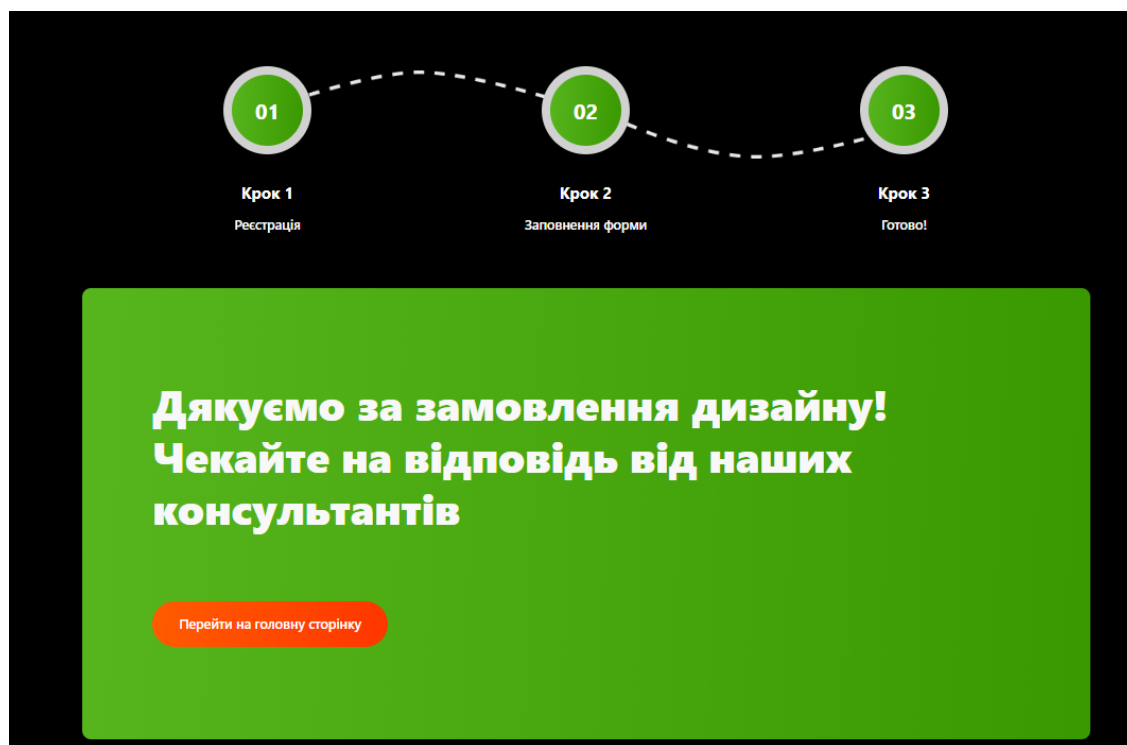 01
02
03
Крок 1
Крок 2
Крок 3
Реєстрація
Заповнення форми
Готово!
Дякуємо за замовлення дизайну!
Чекайте на відповідь від наших
консультантів
Перейти на головну сторінку